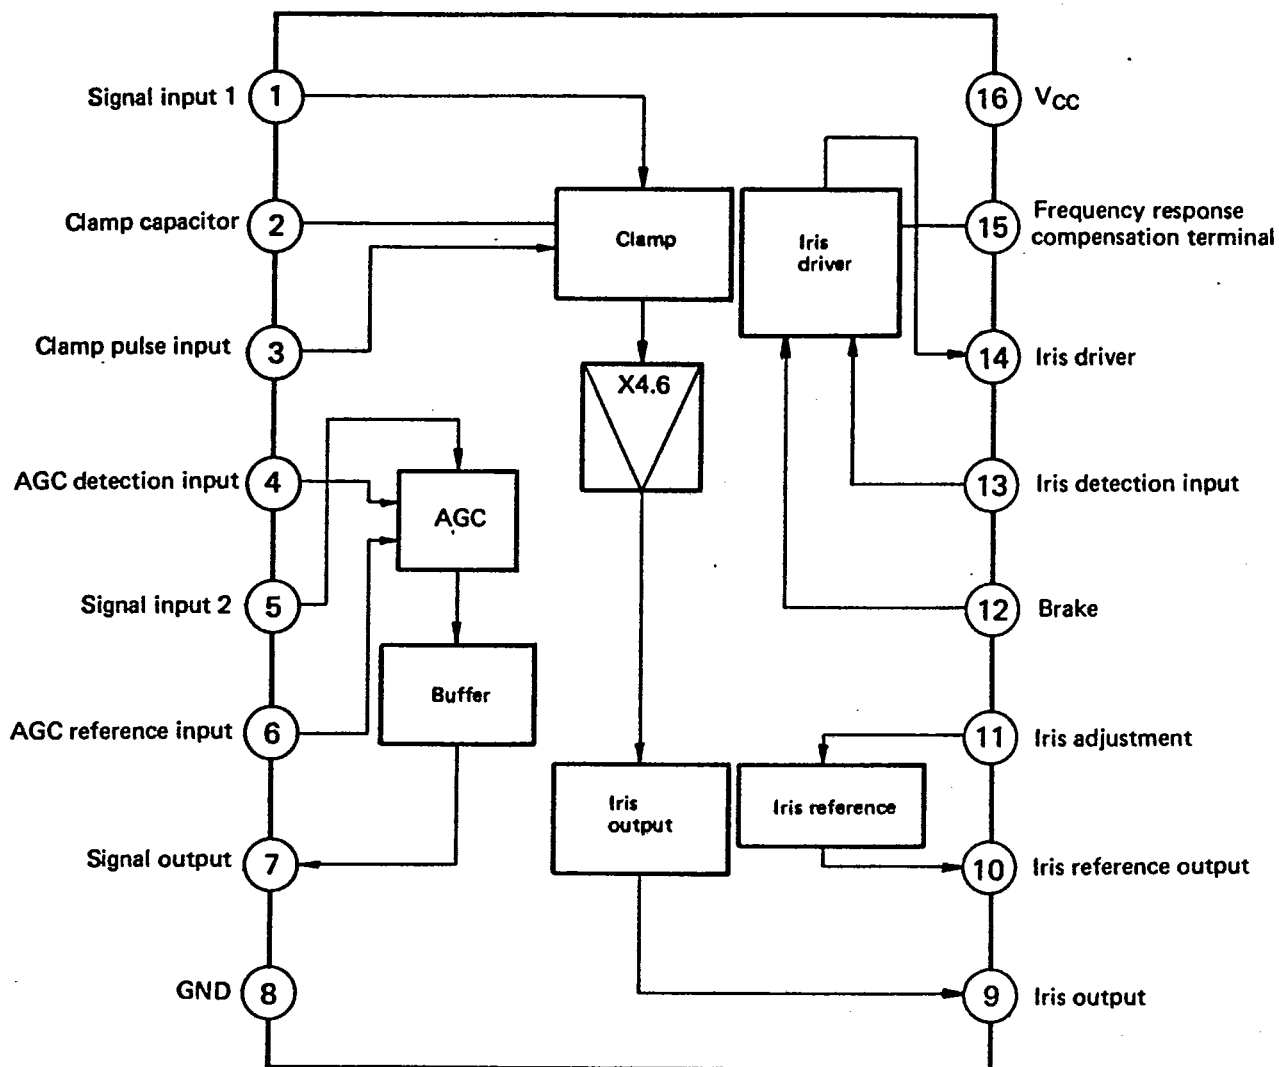 Signal input 1
1
Clamp capacitor
2
Clamp pulse input
3
AGC detection input
4
Signal input 2
5
AGC reference input
6
Signal output
7
GND
8
Clamp
X4.6
AGC
Buffer
Iris
output
Iris
driver
Iris reference
16
VCC
15
Frequency response
compensation terminal
14
Iris driver
13
Iris detection input
12
Brake
11
Iris adjustment
10
Iris reference output
9
Iris output